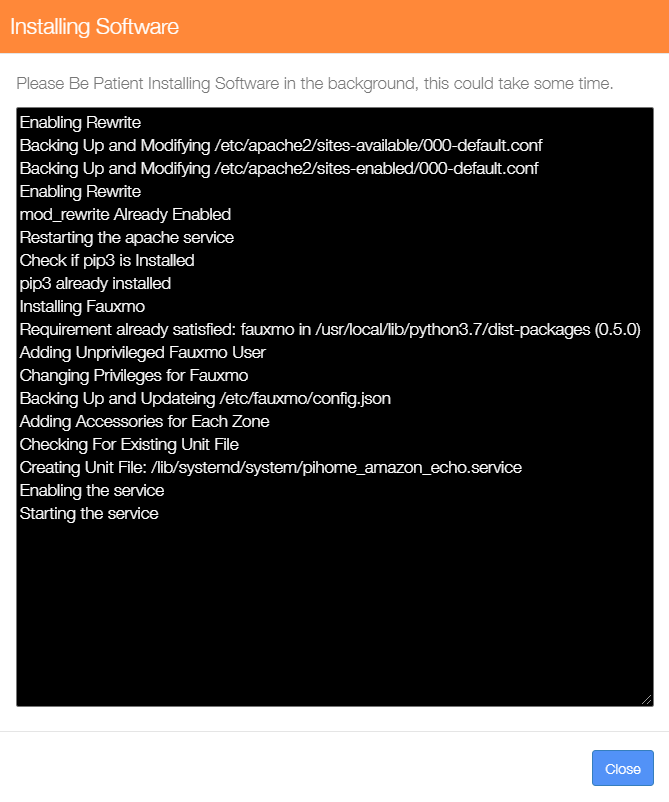 Installing Software
Please Be Patient Installing Software in the background, this could take some time.
Enabling Rewrite
Backing Up and Modifying /etc/apache2/sites-available/000-default.conf
Backing Up and Modifying /etc/apache2/sites-enabled/000-default.conf
Enabling Rewrite
mod_rewrite Already Enabled
Restarting the apache service
Check if pip3 is Installed
pip3 already installed
Installing Fauxmo
Requirement already satisfied: fauxmo in /usr/local/lib/python3.7/dist-packages (0.5.0)
Adding Unprivileged Fauxmo User
Changing Privileges for Fauxmo
Backing Up and Updateing /etc/fauxmo/config.json
Adding Accessories for Each Zone
Checking For Existing Unit File
Creating Unit File: /lib/systemd/system/pihome_amazon_echo.service
Enabling the service
Starting the service
Close